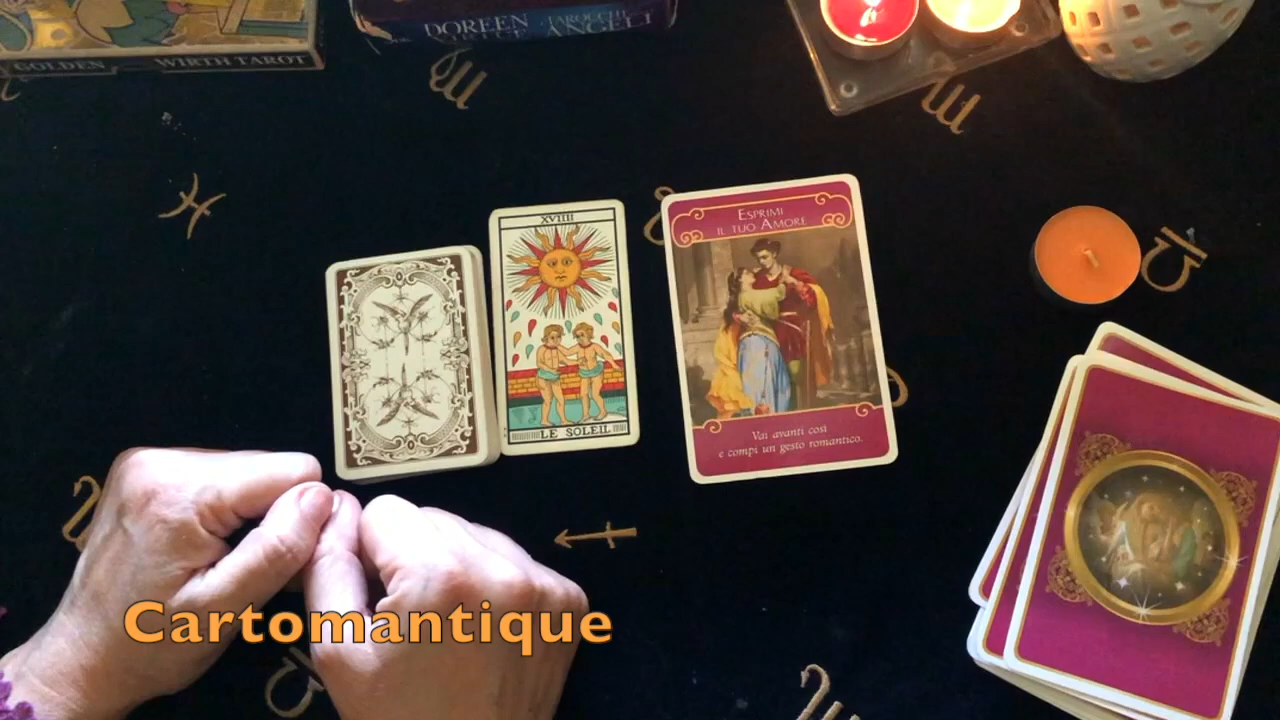 GOLDEN WIRTH TAROT
DOREEN TAROCCHI
VIRTUE ANGELI
XVIIII
LE SOLEIL
Esprimi
il tuo Amore
Vai avanti così
e compi un gesto romantico.
Cartomantique